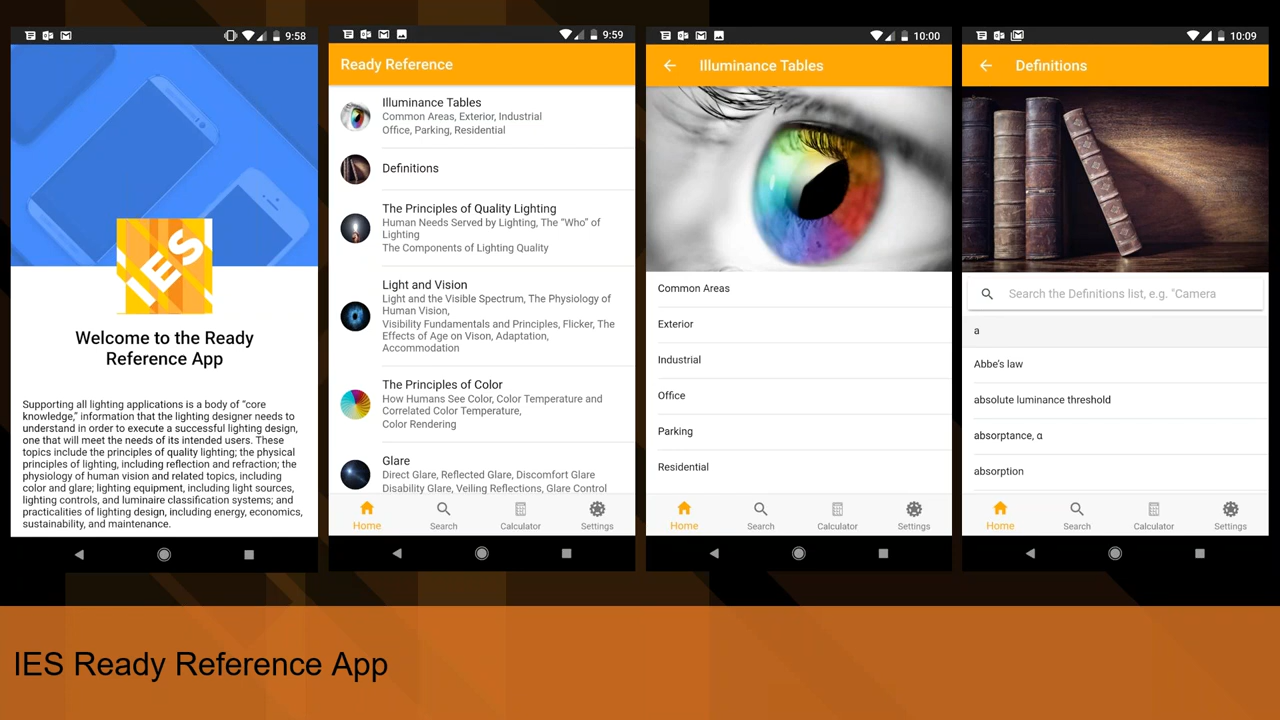 9:58
IES
Welcome to the Ready
Reference App
Supporting all lighting applications is a body of “core
knowledge,” information that the lighting designer needs to
understand in order to execute a successful lighting design,
one that will meet the needs of its intended users. These
topics include the principles of quality lighting; the physical
principles of lighting, including reflection and refraction; the
physiology of human vision and related topics, including
color and glare; lighting equipment, including light sources,
lighting controls, and luminaire classification systems; and
practicalities of lighting design, including energy, economics,
sustainability, and maintenance.
9:59
Ready Reference
Illuminance Tables
Common Areas, Exterior, Industrial
Office, Parking, Residential
Definitions
The Principles of Quality Lighting
Human Needs Served by Lighting, The “Who” of
Lighting
The Components of Lighting Quality
Light and Vision
Light and the Visible Spectrum, The Physiology of
Human Vision,
Visibility Fundamentals and Principles, Flicker, The
Effects of Age on Vison, Adaptation,
Accommodation
The Principles of Color
How Humans See Color, Color Temperature and
Correlated Color Temperature,
Color Rendering
Glare
Direct Glare, Reflected Glare, Discomfort Glare
Disability Glare, Veiling Reflections, Glare Control
Home Search Calculator Settings
10:00
Illuminance Tables
Common Areas
Exterior
Industrial
Office
Parking
Residential
Home Search Calculator Settings
10:09
Definitions
Search the Definitions list, e.g. "Camera
a
Abbe’s law
absolute luminance threshold
absorptance, α
absorption
Home Search Calculator Settings
IES Ready Reference App